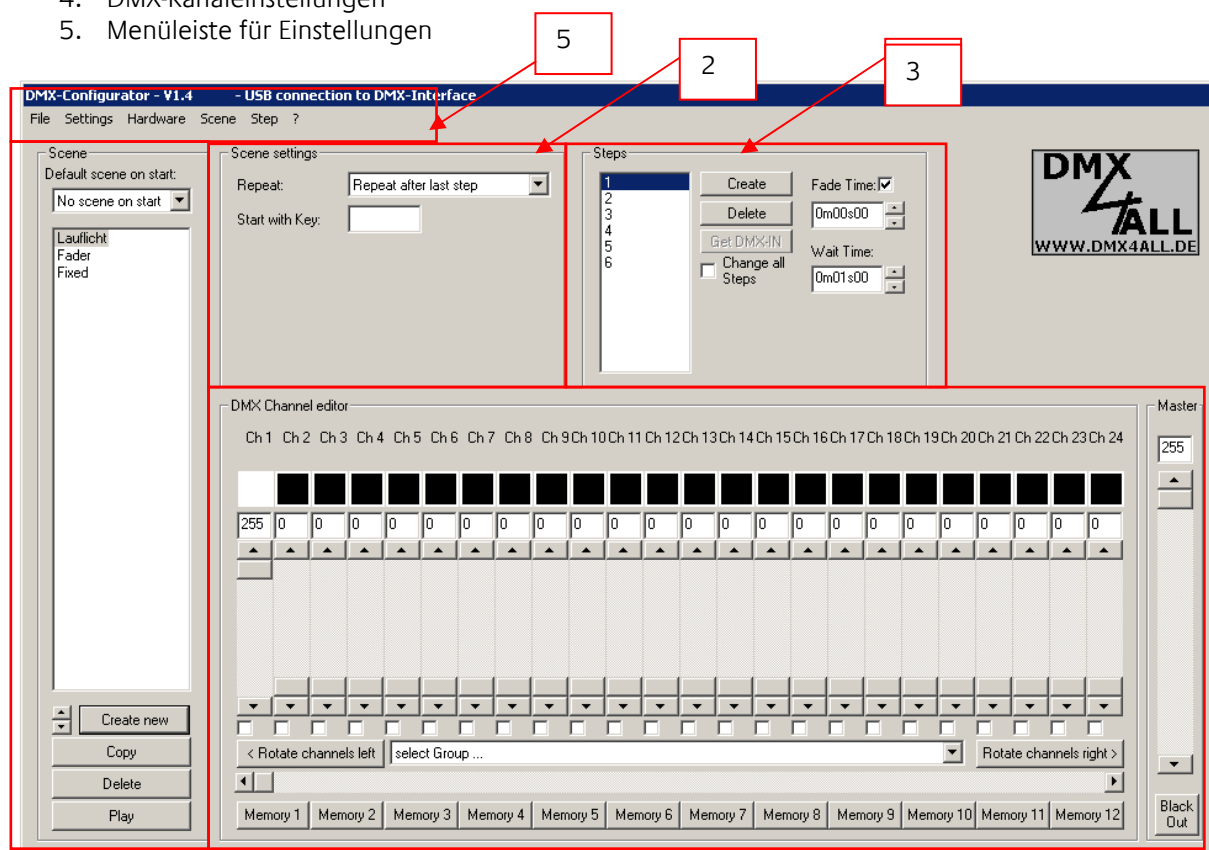 4. DMX-Kanaleinstellungen
5. Menüleiste für Einstellungen
5
2
3
DMX-Configurator - V1.4 - USB connection to DMX-Interface
File Settings Hardware Scene Step ?
Scene
Default scene on start:
No scene on start
Lauflicht
Fader
Fixed
Create new
Copy
Delete
Play
Scene settings
Repeat: Repeat after last step
Start with Key:
Steps
1
2
3
4
5
6
Create
Delete
Get DMX-IN
Change all
Steps
Fade Time:
0m00s00
Wait Time:
0m01s00
DMX
4ALL
WWW.DMX4ALL.DE
DMX Channel editor
Ch 1 Ch 2 Ch 3 Ch 4 Ch 5 Ch 6 Ch 7 Ch 8 Ch 9 Ch 10 Ch 11 Ch 12 Ch 13 Ch 14 Ch 15 Ch 16 Ch 17 Ch 18 Ch 19 Ch 20 Ch 21 Ch 22 Ch 23 Ch 24
255 0 0 0 0 0 0 0 0 0 0 0 0 0 0 0 0 0 0 0 0 0 0 0
< Rotate channels left select Group ... Rotate channels right >
Memory 1 Memory 2 Memory 3 Memory 4 Memory 5 Memory 6 Memory 7 Memory 8 Memory 9 Memory 10 Memory 11 Memory 12
Master
255
Black
Out